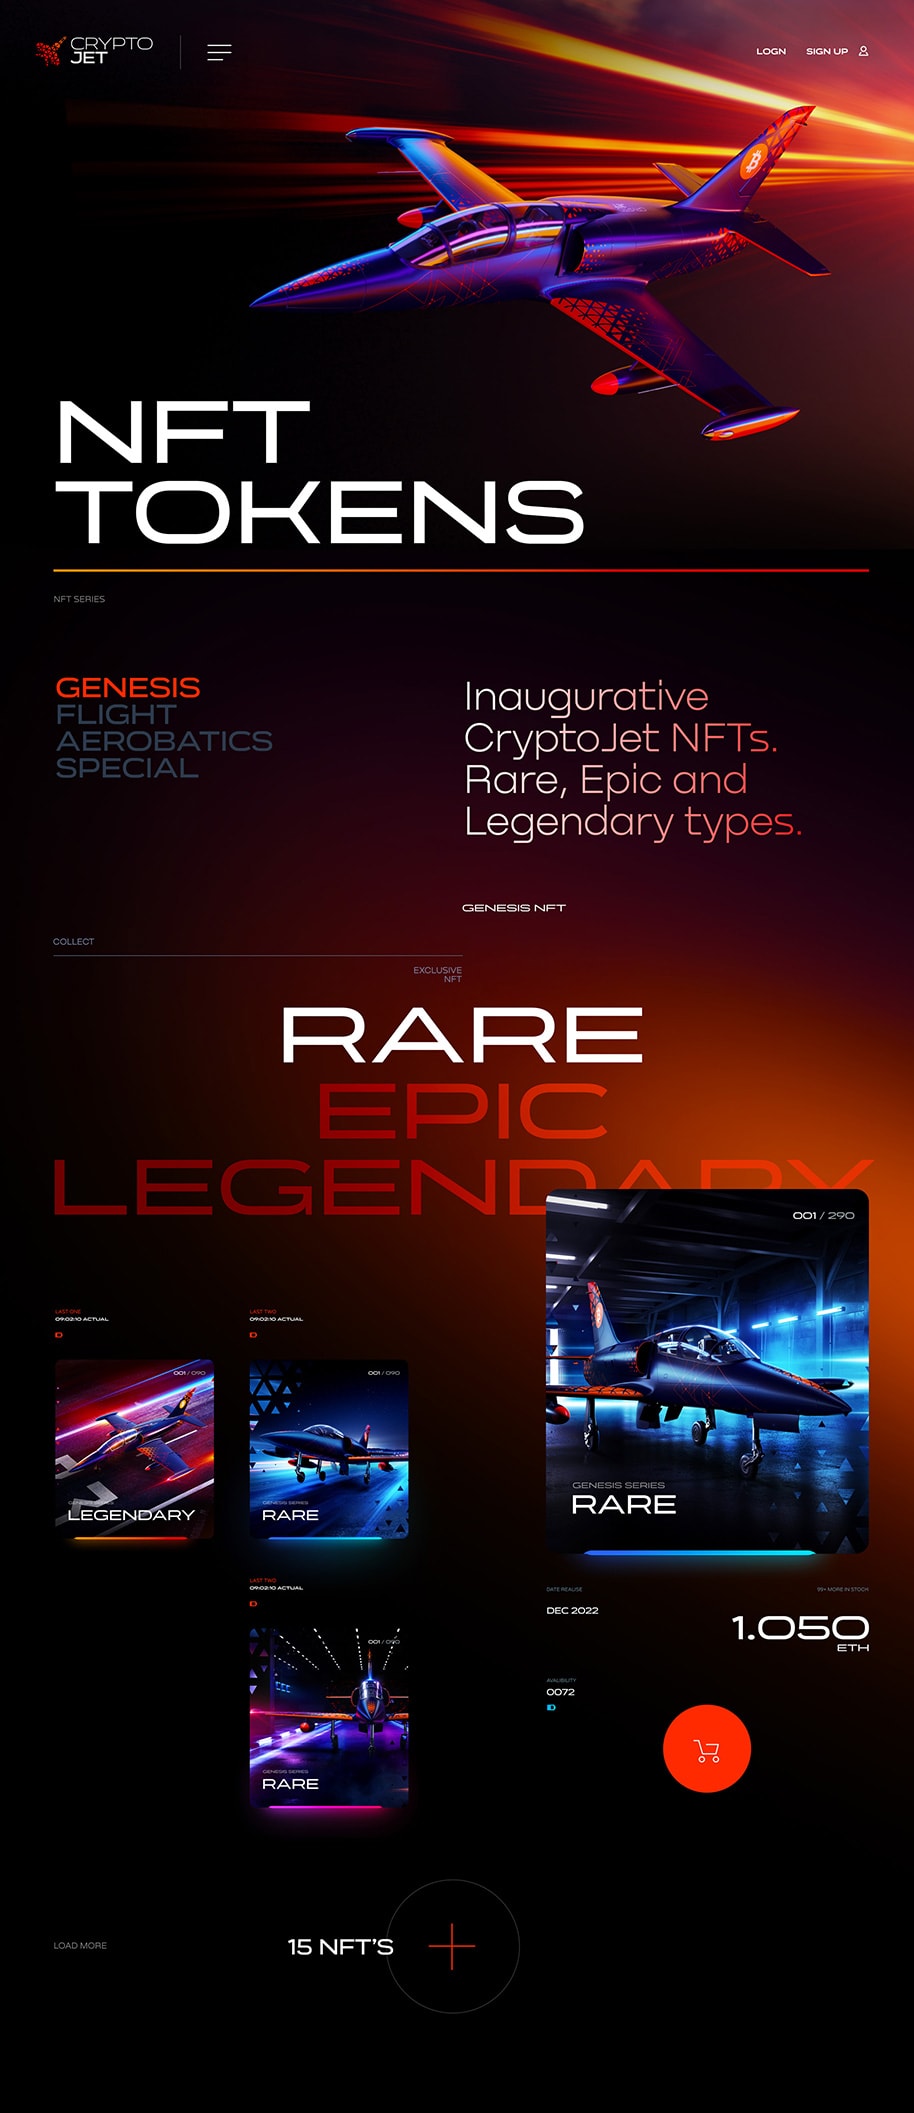 CRYPTO
JET
LOGN
SIGN UP
NFT
TOKENS
NFT SERIES
GENESIS
FLIGHT
AEROBATICS
SPECIAL
Inaugurative
CryptoJet NFTs.
Rare, Epic and
Legendary types.
GENESIS NFT
COLLECT
EXCLUSIVE
NFT
RARE
EPIC
LEGENDARY
001 / 290
GENESIS SERIES
RARE
LAST ONE
09:02:10 ACTUAL
001 / 090
GENESIS SERIES
LEGENDARY
LAST TWO
09:02:10 ACTUAL
001 / 090
GENESIS SERIES
RARE
LAST TWO
09:02:10 ACTUAL
001 / 090
GENESIS SERIES
RARE
DATE REALISE
DEC 2022
99+ MORE IN STOCH
1.050
ETH
AVALIBILITY
0072
LOAD MORE
15 NFT'S